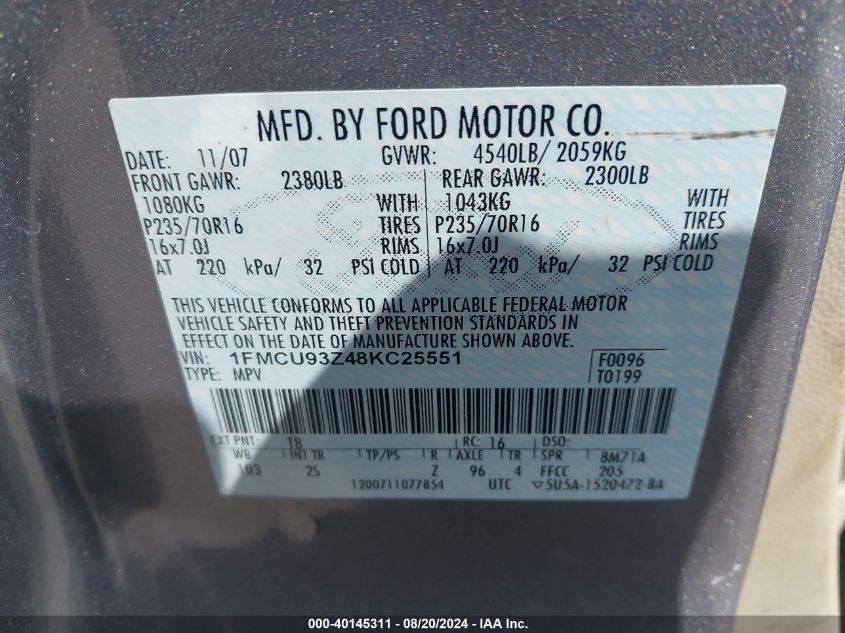 MFD. BY FORD MOTOR CO.
DATE: 11/07 GVWR: 4540LB/ 2059KG
FRONT GAWR: 2380LB REAR GAWR: 2300LB
1080KG WITH 1043KG WITH
P235/70R16 TIRES P235/70R16 TIRES
16x7.0J RIMS 16x7.0J RIMS
AT 220 kPa/ 32 PSI COLD AT 220 kPa/ 32 PSI COLD
THIS VEHICLE CONFORMS TO ALL APPLICABLE FEDERAL MOTOR
VEHICLE SAFETY AND THEFT PREVENTION STANDARDS IN
EFFECT ON THE DATE OF MANUFACTURE SHOWN ABOVE.
VIN: 1FMCU93Z48KC25551 F0096
TYPE: MPV T0199
EXT PNT: T8 RC: 16 DSO:
WB INT TR TP/PS R AXLE TR SPR 8M71A
103 2S Z 96 4 FFCC 205
1200711077854 UTC 5U5A-1520472-BA
000-40145311 - 08/20/2024 - IAA Inc.